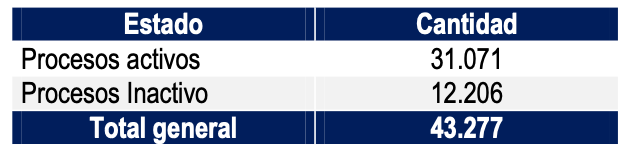 Estado Cantidad
Procesos activos 31.071
Procesos Inactivo 12.206
Total general 43.277